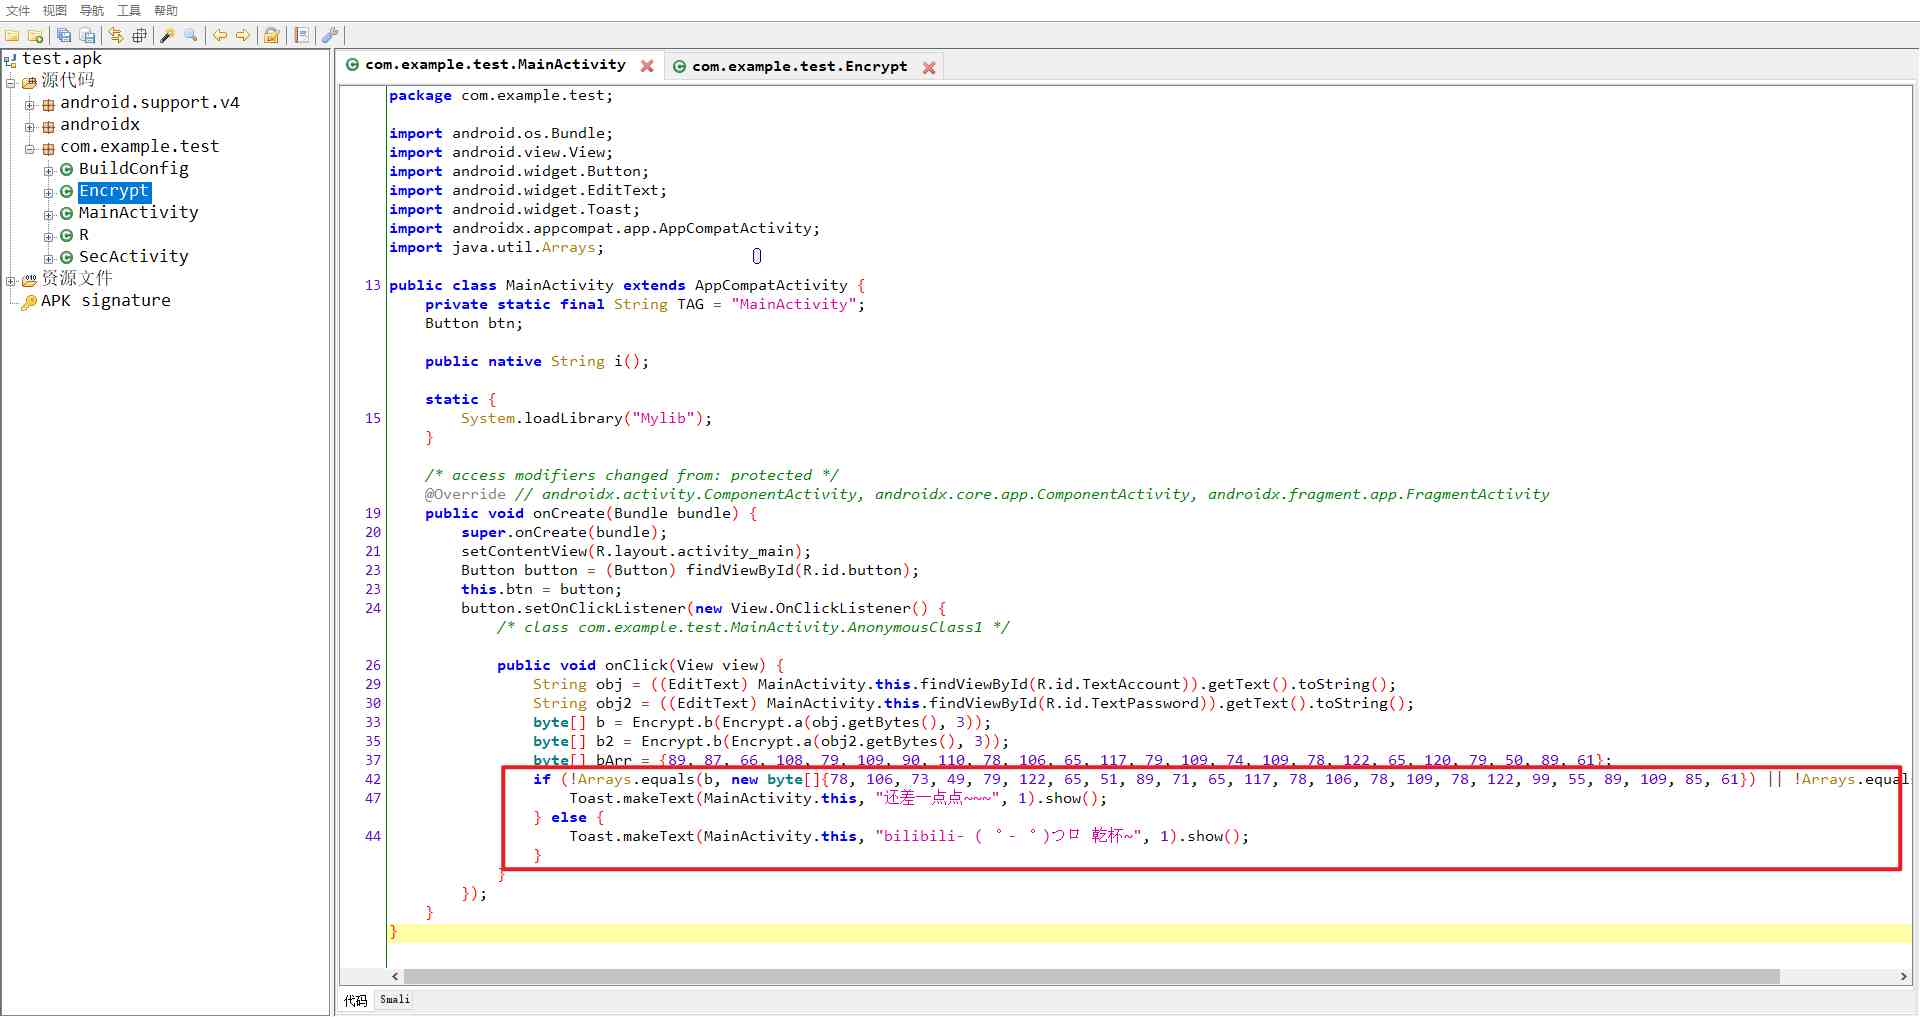 文件 视图 导航 工具 帮助
test.apk
源代码
android.support.v4
androidx
com.example.test
BuildConfig
Encrypt
MainActivity
R
SecActivity
资源文件
APK signature
com.example.test.MainActivity com.example.test.Encrypt
package com.example.test;
import android.os.Bundle;
import android.view.View;
import android.widget.Button;
import android.widget.EditText;
import android.widget.Toast;
import androidx.appcompat.app.AppCompatActivity;
import java.util.Arrays;
13 public class MainActivity extends AppCompatActivity {
private static final String TAG = "MainActivity";
Button btn;
public native String i();
static {
15 System.loadLibrary("Mylib");
}
/* access modifiers changed from: protected */
@Override // androidx.activity.ComponentActivity, androidx.core.app.ComponentActivity, androidx.fragment.app.FragmentActivity
19 public void onCreate(Bundle bundle) {
20 super.onCreate(bundle);
21 setContentView(R.layout.activity_main);
23 Button button = (Button) findViewById(R.id.button);
23 this.btn = button;
24 button.setOnClickListener(new View.OnClickListener() {
/* class com.example.test.MainActivity.AnonymousClass1 */
26 public void onClick(View view) {
29 String obj = ((EditText) MainActivity.this.findViewById(R.id.TextAccount)).getText().toString();
30 String obj2 = ((EditText) MainActivity.this.findViewById(R.id.TextPassword)).getText().toString();
33 byte[] b = Encrypt.b(Encrypt.a(obj.getBytes(), 3));
35 byte[] b2 = Encrypt.b(Encrypt.a(obj2.getBytes(), 3));
37 byte[] bArr = {89, 87, 66, 108, 79, 109, 90, 110, 78, 106, 65, 117, 79, 109, 74, 109, 78, 122, 65, 120, 79, 50, 89, 61};
42 if (!Arrays.equals(b, new byte[]{78, 106, 73, 49, 79, 122, 65, 51, 89, 71, 65, 117, 78, 106, 78, 109, 78, 122, 99, 55, 89, 109, 85, 61}) || !Arrays.equal
47 Toast.makeText(MainActivity.this, "还差一点点~~~", 1).show();
} else {
44 Toast.makeText(MainActivity.this, "bilibili- ( ゜- ゜)つロ 乾杯~", 1).show();
}
}
});
}
}
代码 Smali